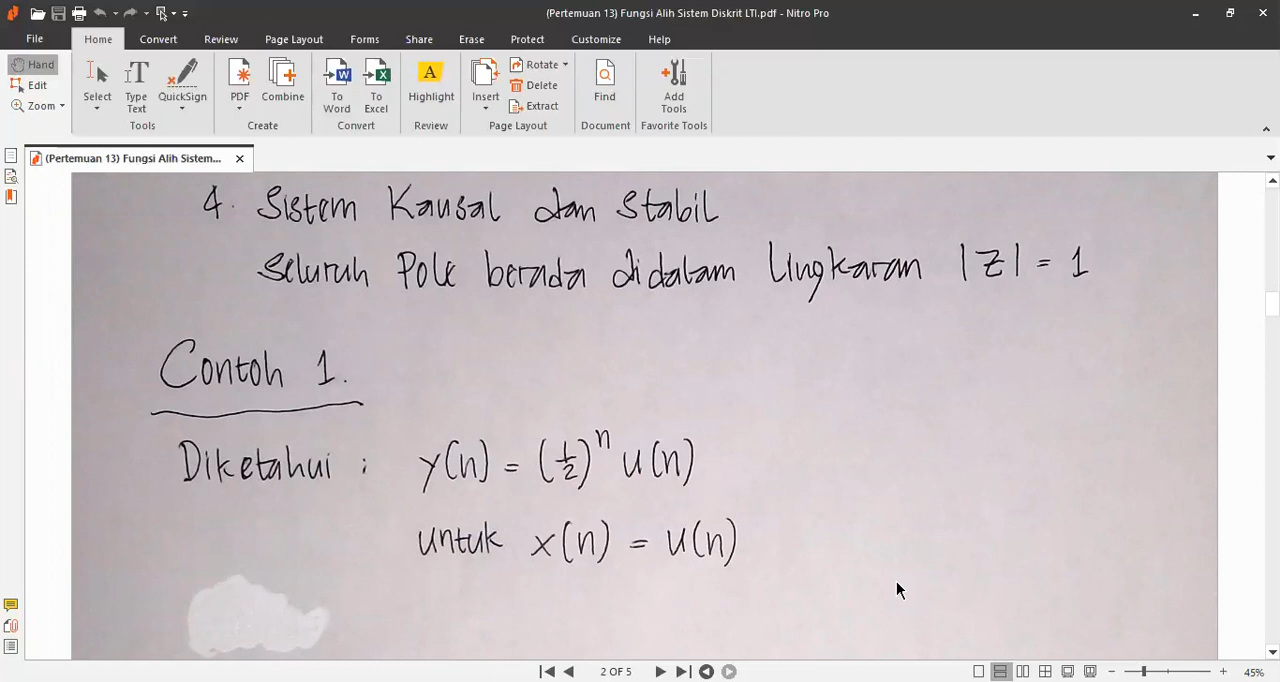 (Pertemuan 13) Fungsi Alih Sistem Diskrit LTI.pdf - Nitro Pro
File Home Convert Review Page Layout Forms Share Erase Protect Customize Help
Hand
Edit
Zoom
Select
Type Text
QuickSign
Tools
PDF
Combine
Create
To Word
To Excel
Convert
Highlight
Review
Insert
Rotate
Delete
Extract
Page Layout
Find
Document
Add Tools
Favorite Tools
(Pertemuan 13) Fungsi Alih Sistem...
4. Sistem Kausal dan Stabil
Seluruh Pole berada didalam Lingkaran |Z| = 1
Contoh 1.
Diketahui : y(n) = (1/2)^n u(n)
untuk x(n) = u(n)
2 OF 5
45%